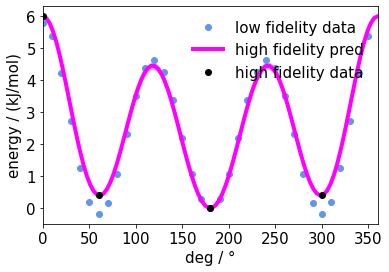 6
5
4
3
2
1
0
energy / (kJ/mol)
low fidelity data
high fidelity pred
high fidelity data
0 50 100 150 200 250 300 350
deg / °